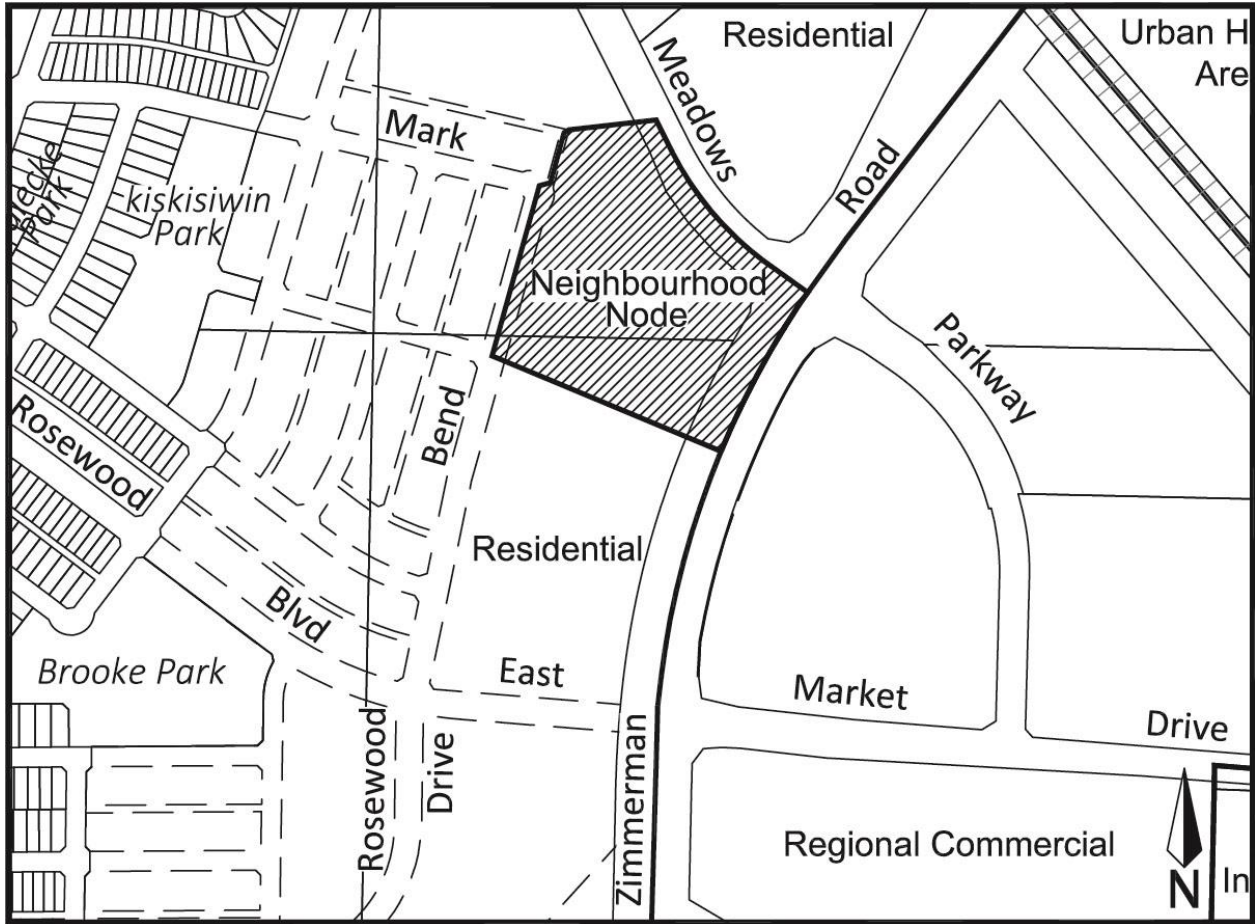 Residential
Urban H
Are
Meadows
Mark
Road
kiskisiwin
Park
Park
Neighbourhood
Node
Parkway
Bend
Rosewood
Residential
Blvd
Brooke Park
East
Market
Drive
Rosewood
Drive
Zimmerman
Regional Commercial
N
In